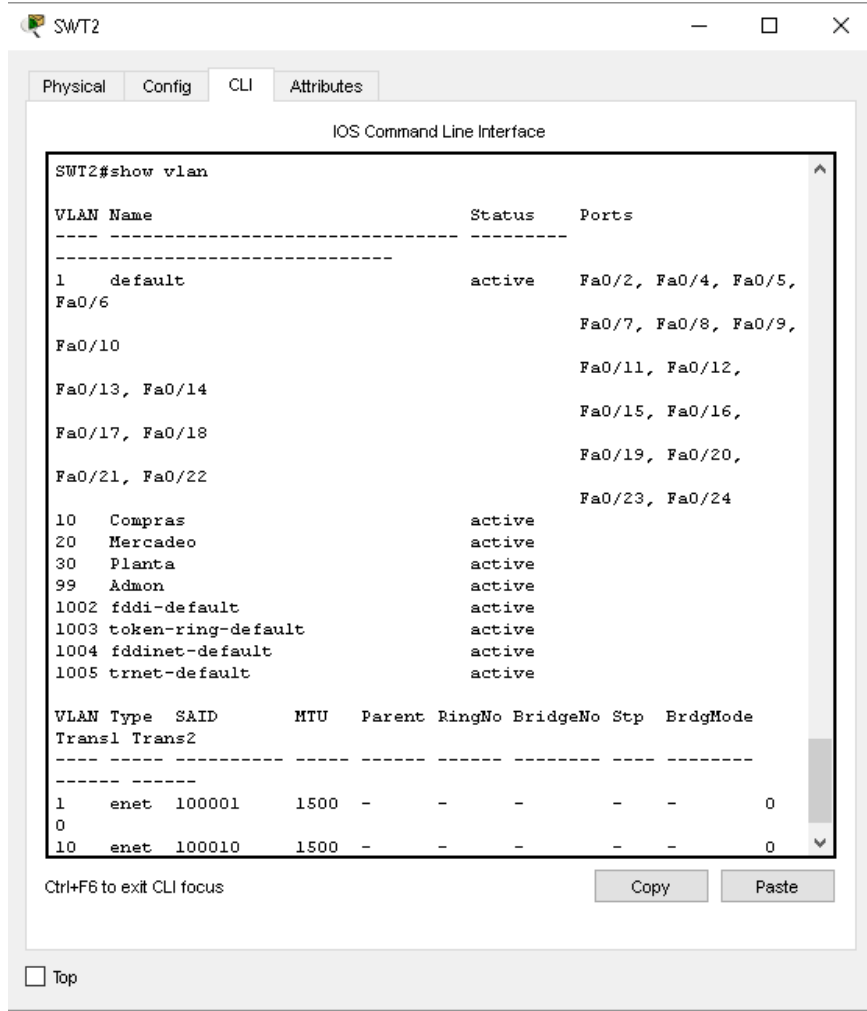 SWT2
Physical Config CLI Attributes
IOS Command Line Interface
SWT2#show vlan
VLAN Name Status Ports
---- -------------------------------- ---------
-------------------------------
1 default active Fa0/2, Fa0/4, Fa0/5,
Fa0/6
Fa0/7, Fa0/8, Fa0/9,
Fa0/10
Fa0/11, Fa0/12,
Fa0/13, Fa0/14
Fa0/15, Fa0/16,
Fa0/17, Fa0/18
Fa0/19, Fa0/20,
Fa0/21, Fa0/22
Fa0/23, Fa0/24
10 Compras active
20 Mercadeo active
30 Planta active
99 Admon active
1002 fddi-default active
1003 token-ring-default active
1004 fddinet-default active
1005 trnet-default active
VLAN Type SAID MTU Parent RingNo BridgeNo Stp BrdgMode
Trans1 Trans2
---- ----- ---------- ----- ------ ------ -------- ---- --------
------ ------
1 enet 100001 1500 - - - - - 0
0
10 enet 100010 1500 - - - - - 0
Ctrl+F6 to exit CLI focus
Copy Paste
Top